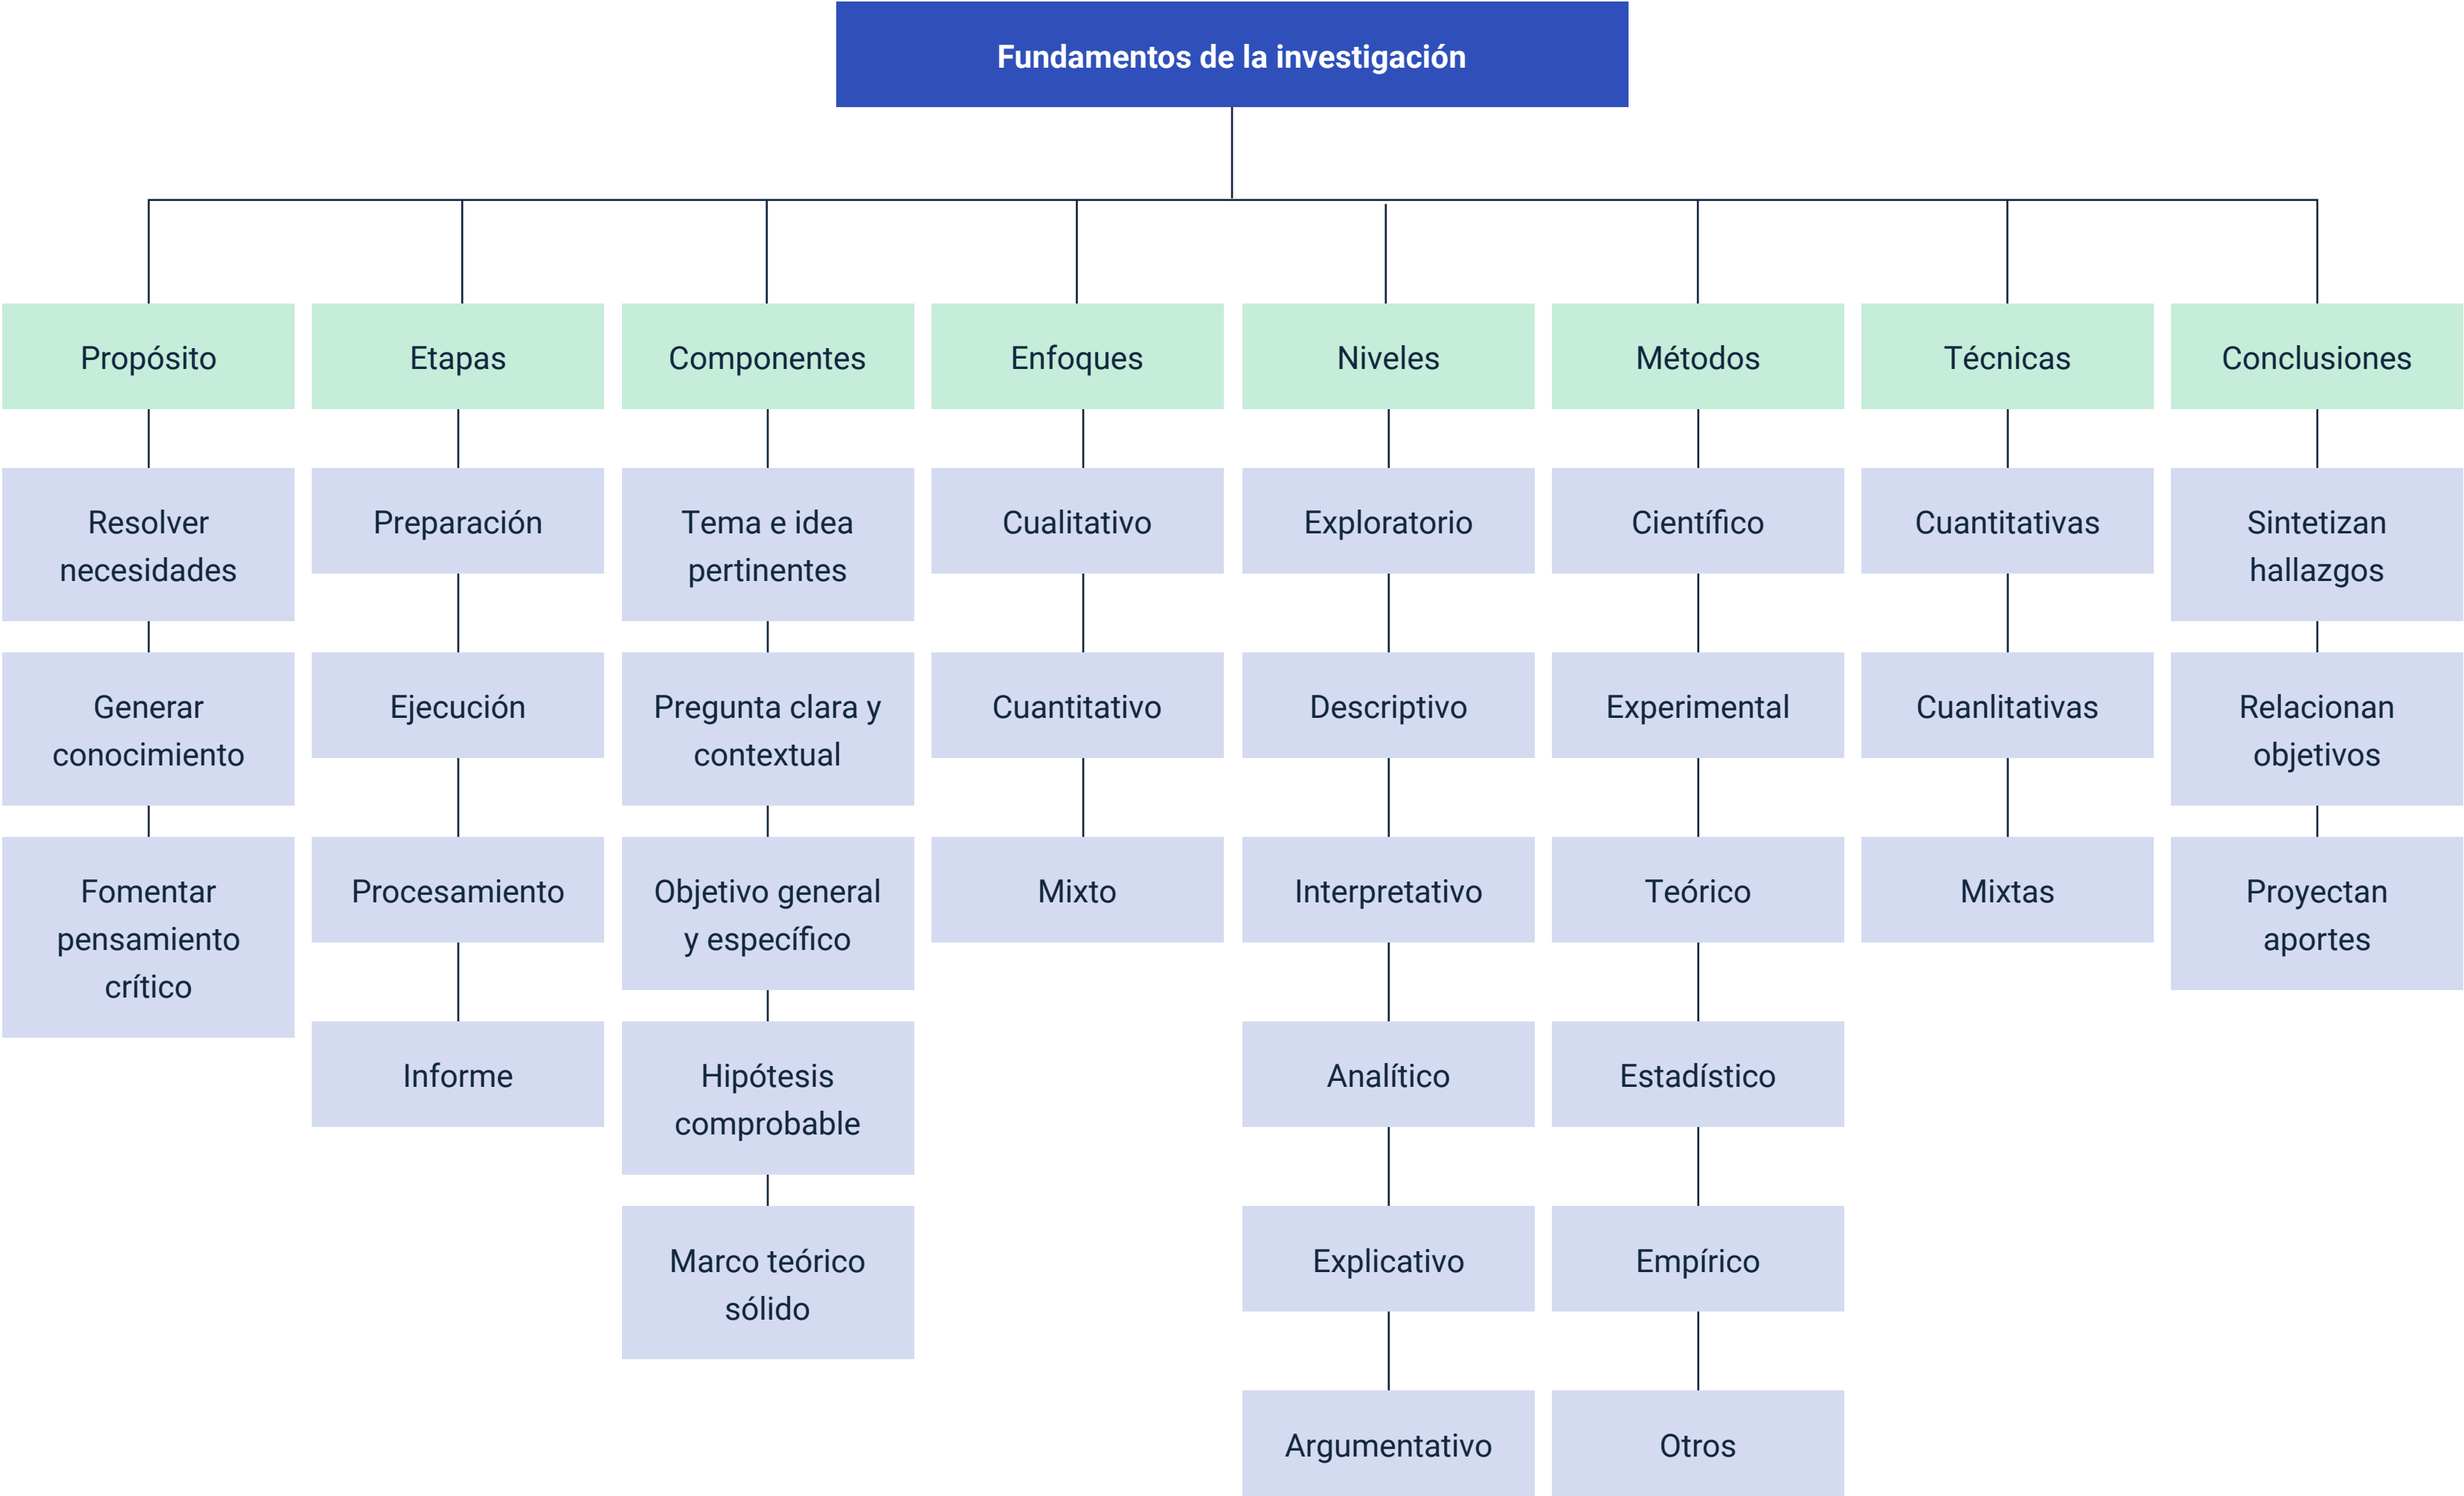 Fundamentos de la investigación
Propósito
Resolver
necesidades
Generar
conocimiento
Fomentar
pensamiento
crítico
Etapas
Preparación
Ejecución
Procesamiento
Informe
Componentes
Tema e idea
pertinentes
Pregunta clara y
contextual
Objetivo general
y específico
Hipótesis
comprobable
Marco teórico
sólido
Enfoques
Cualitativo
Cuantitativo
Mixto
Niveles
Exploratorio
Descriptivo
Interpretativo
Analítico
Explicativo
Argumentativo
Métodos
Científico
Experimental
Teórico
Estadístico
Empírico
Otros
Técnicas
Cuantitativas
Cuanlitativas
Mixtas
Conclusiones
Sintetizan
hallazgos
Relacionan
objetivos
Proyectan
aportes